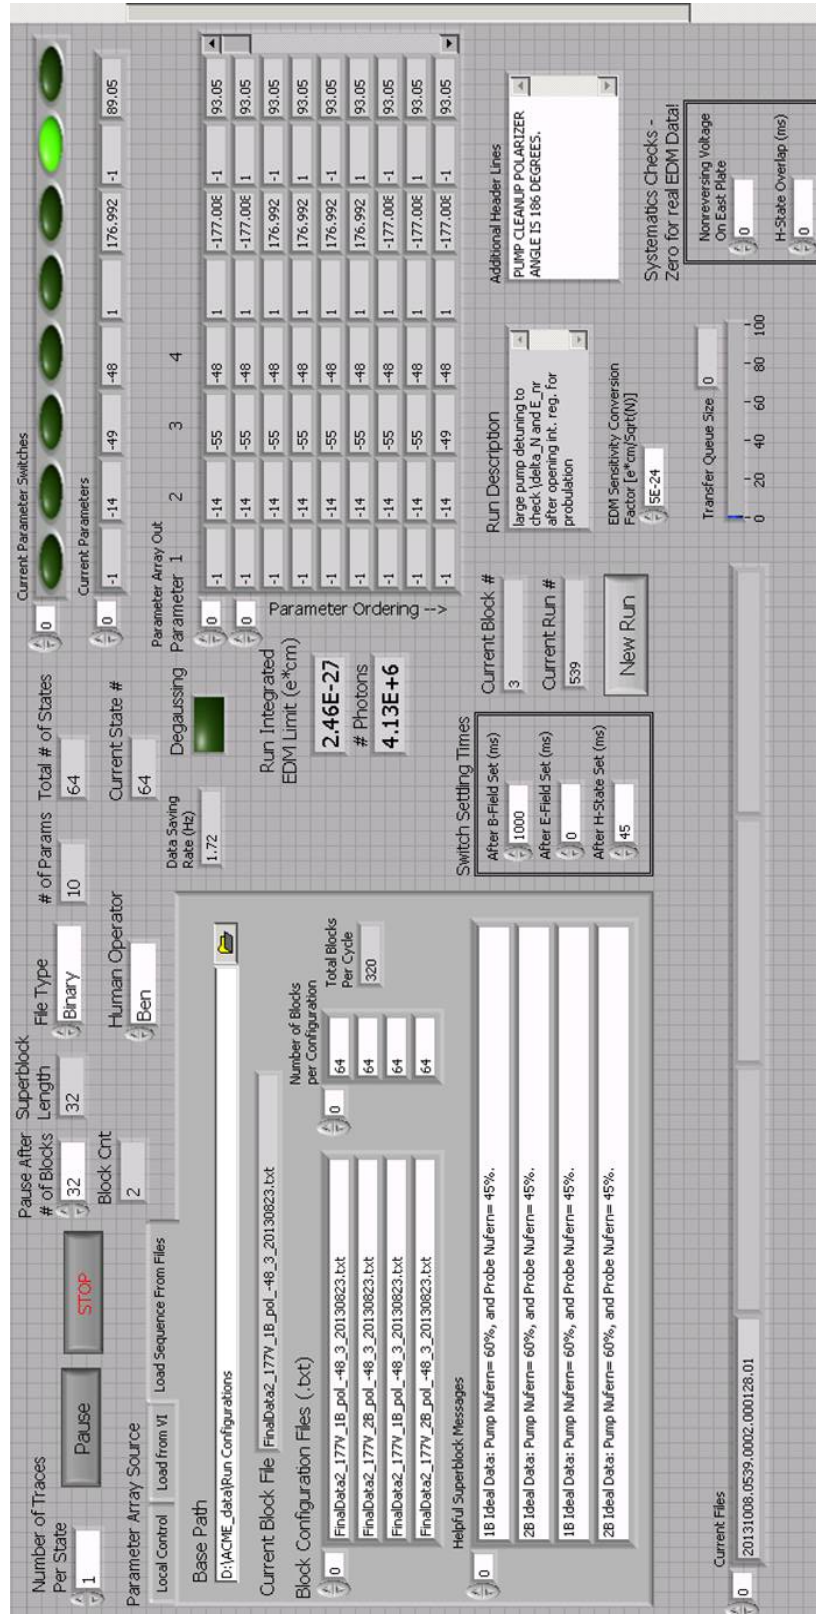 Number of Traces
Per State
1
Pause
STOP
Pause After
# of Blocks
32
Superblock
Length
32
Block Cnt
2
File Type
Binary
Human Operator
Ben
# of Params
10
Total # of States
64
Current State #
64
Parameter Array Source
Local Control
Load from VI
Load Sequence From Files
Base Path
D:\ACME_data\Run Configurations
Current Block File
FinalData2_177V_1B_pol_-48_3_20130823.txt
Block Configuration Files (.txt)
0
FinalData2_177V_1B_pol_-48_3_20130823.txt
FinalData2_177V_2B_pol_-48_3_20130823.txt
FinalData2_177V_1B_pol_-48_3_20130823.txt
FinalData2_177V_2B_pol_-48_3_20130823.txt
Number of Blocks
per Configuration
0
64
64
64
64
Total Blocks
Per Cycle
320
Helpful Superblock Messages
0
1B Ideal Data: Pump Nufern= 60%, and Probe Nufern= 45%.
2B Ideal Data: Pump Nufern= 60%, and Probe Nufern= 45%.
1B Ideal Data: Pump Nufern= 60%, and Probe Nufern= 45%.
2B Ideal Data: Pump Nufern= 60%, and Probe Nufern= 45%.
Current Files
0
20131008.0539.0002.000128.01
Data Saving
Rate (Hz)
1.72
Degaussing
Run Integrated
EDM Limit (e*cm)
2.46E-27
# Photons
4.13E+6
Switch Settling Times
After B-Field Set (ms)
1000
After E-Field Set (ms)
0
After H-State Set (ms)
45
Current Block #
3
Current Run #
539
New Run
Current Parameter Switches
0
Current Parameters
0 -1 -14 -49 -48 1 176.992 -1 89.05
Parameter Array Out
Parameter 1 2 3 4
0
0
-1 -14 -55 -48 1 -177.008 -1 93.05
-1 -14 -55 -48 1 -177.008 1 93.05
-1 -14 -55 -48 1 176.992 -1 93.05
-1 -14 -55 -48 1 176.992 1 93.05
-1 -14 -55 -48 1 176.992 1 93.05
-1 -14 -55 -48 1 176.992 -1 93.05
-1 -14 -55 -48 1 -177.008 1 93.05
-1 -14 -49 -48 1 -177.008 -1 93.05
Parameter Ordering -->
Run Description
large pump detuning to
check \delta_N and E_nr
after opening int. reg. for
probulation
EDM Sensitivity Conversion
Factor [e*cm/Sqrt(N)]
5E-24
Transfer Queue Size 0
0 20 40 60 80 100
Additional Header Lines
PUMP CLEANUP POLARIZER
ANGLE IS 186 DEGREES.
Systematics Checks -
Zero for real EDM Data!
Nonreversing Voltage
On East Plate
0
H-State Overlap (ms)
0